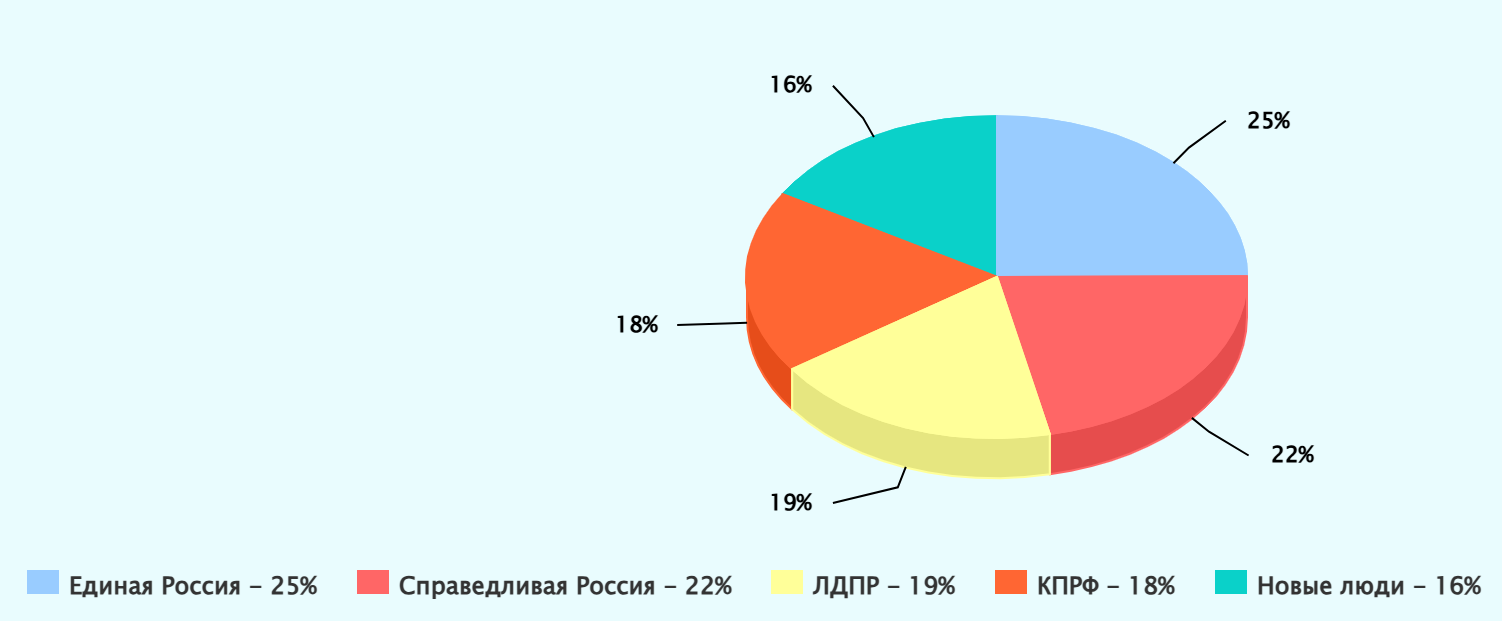 16%
25%
18%
22%
19%
Единая Россия – 25%
Справедливая Россия – 22%
ЛДПР – 19%
КПРФ – 18%
Новые люди – 16%